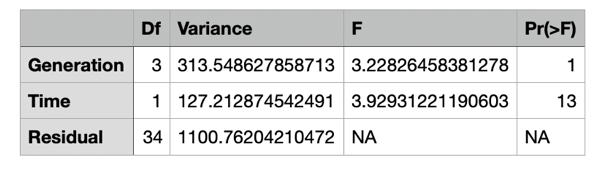 Df Variance F Pr(>F)
Generation 3 313.548627858713 3.22826458381278 1
Time 1 127.212874542491 3.92931221190603 13
Residual 34 1100.76204210472 NA NA